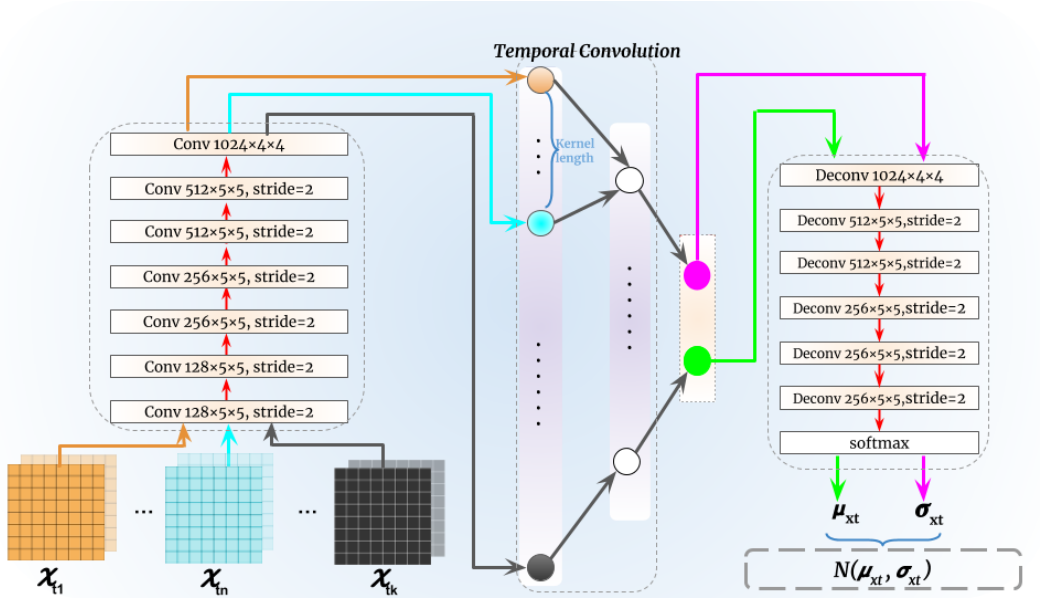 Temporal Convolution
Kernel
length
Conv 1024×4×4
Conv 512×5×5, stride=2
Conv 512×5×5, stride=2
Conv 256×5×5, stride=2
Conv 256×5×5, stride=2
Conv 128×5×5, stride=2
Conv 128×5×5, stride=2
𝒳t1
...
𝒳tn
...
𝒳tk
Deconv 1024×4×4
Deconv 512×5×5,stride=2
Deconv 512×5×5,stride=2
Deconv 256×5×5,stride=2
Deconv 256×5×5,stride=2
Deconv 256×5×5,stride=2
softmax
μxt σxt
N(μxt, σxt)